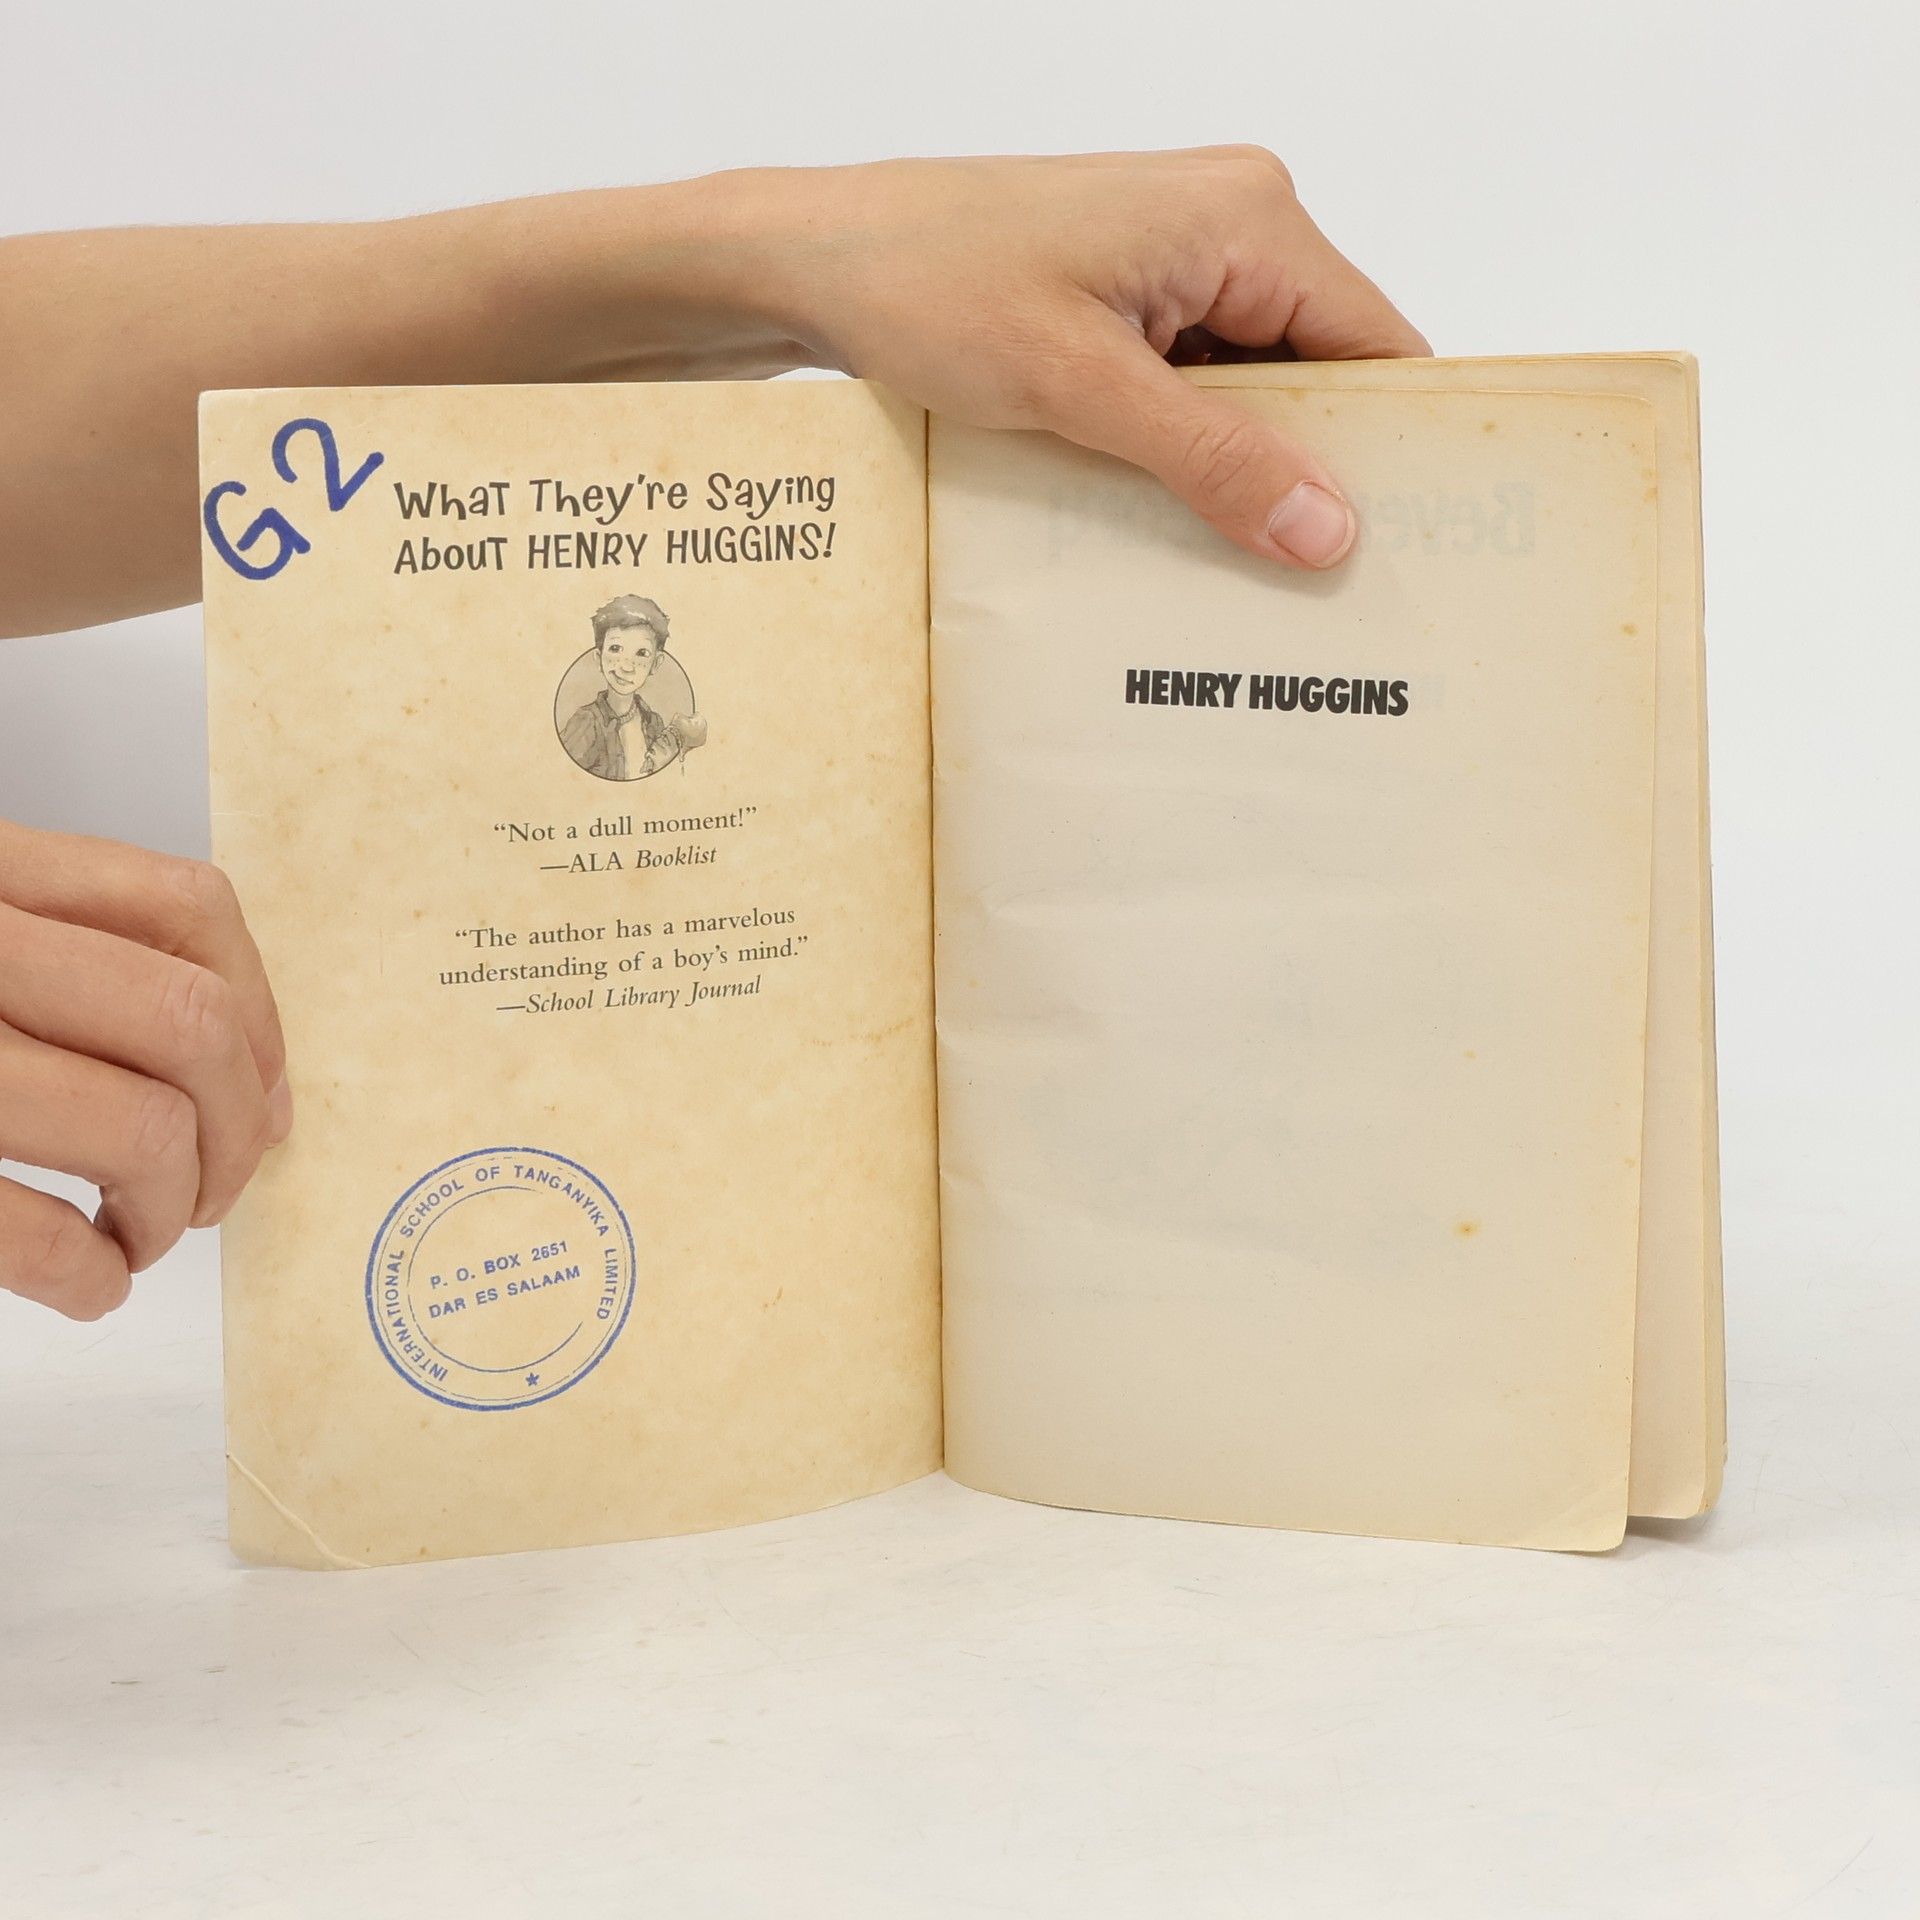 G2
What They're Saying
About HENRY HUGGINS!
“Not a dull moment!”
—ALA Booklist
“The author has a marvelous
understanding of a boy’s mind.”
—School Library Journal
INTERNATIONAL SCHOOL OF TANGANYIKA LIMITED
P. O. BOX 2651
DAR ES SALAAM
HENRY HUGGINS